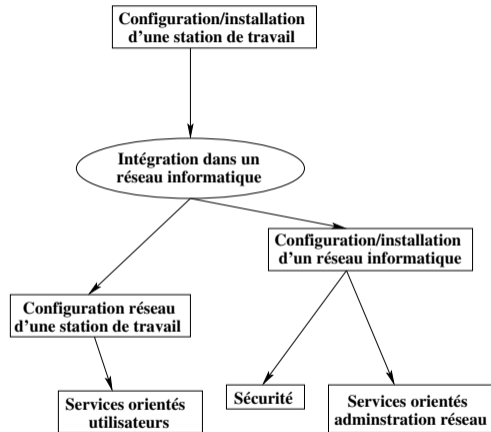 Configuration/installation
d'une station de travail
Intégration dans un
réseau informatique
Configuration/installation
d'un réseau informatique
Configuration réseau
d'une station de travail
Services orientés
utilisateurs
Sécurité
Services orientés
adminstration réseau